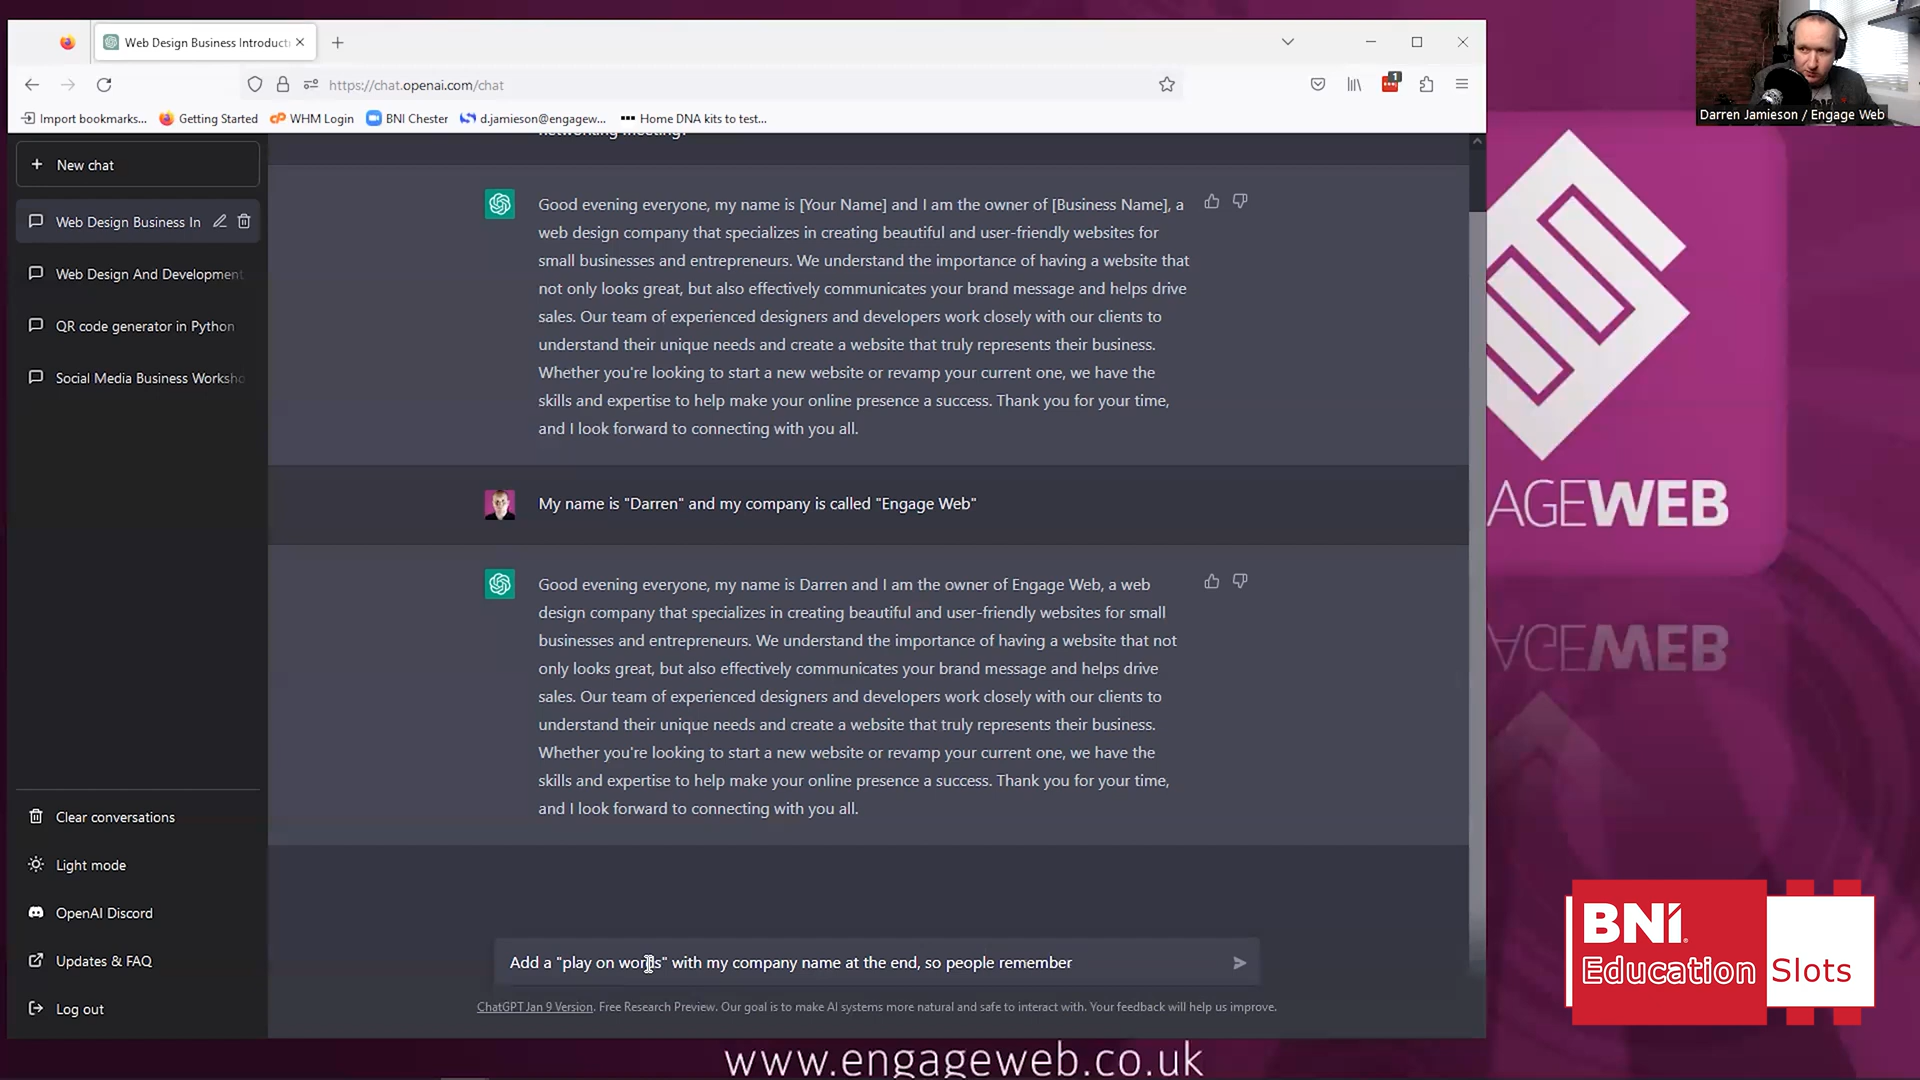 Web Design Business Introducti
https://chat.openai.com/chat
1
Import bookmarks...
Getting Started
WHM Login
BNI Chester
d.jamieson@engagew...
Home DNA kits to test...
Darren Jamieson / Engage Web
New chat
Web Design Business In
Web Design And Development
QR code generator in Python
Social Media Business Worksho
Clear conversations
Light mode
OpenAI Discord
Updates & FAQ
Log out
networking meeting?
Good evening everyone, my name is [Your Name] and I am the owner of [Business Name], a
web design company that specializes in creating beautiful and user-friendly websites for
small businesses and entrepreneurs. We understand the importance of having a website that
not only looks great, but also effectively communicates your brand message and helps drive
sales. Our team of experienced designers and developers work closely with our clients to
understand their unique needs and create a website that truly represents their business.
Whether you're looking to start a new website or revamp your current one, we have the
skills and expertise to help make your online presence a success. Thank you for your time,
and I look forward to connecting with you all.
My name is "Darren" and my company is called "Engage Web"
Good evening everyone, my name is Darren and I am the owner of Engage Web, a web
design company that specializes in creating beautiful and user-friendly websites for small
businesses and entrepreneurs. We understand the importance of having a website that not
only looks great, but also effectively communicates your brand message and helps drive
sales. Our team of experienced designers and developers work closely with our clients to
understand their unique needs and create a website that truly represents their business.
Whether you're looking to start a new website or revamp your current one, we have the
skills and expertise to help make your online presence a success. Thank you for your time,
and I look forward to connecting with you all.
Add a "play on words" with my company name at the end, so people remember
ChatGPT Jan 9 Version. Free Research Preview. Our goal is to make AI systems more natural and safe to interact with. Your feedback will help us improve.
AGEWEB
BNI®
Education Slots
www.engageweb.co.uk